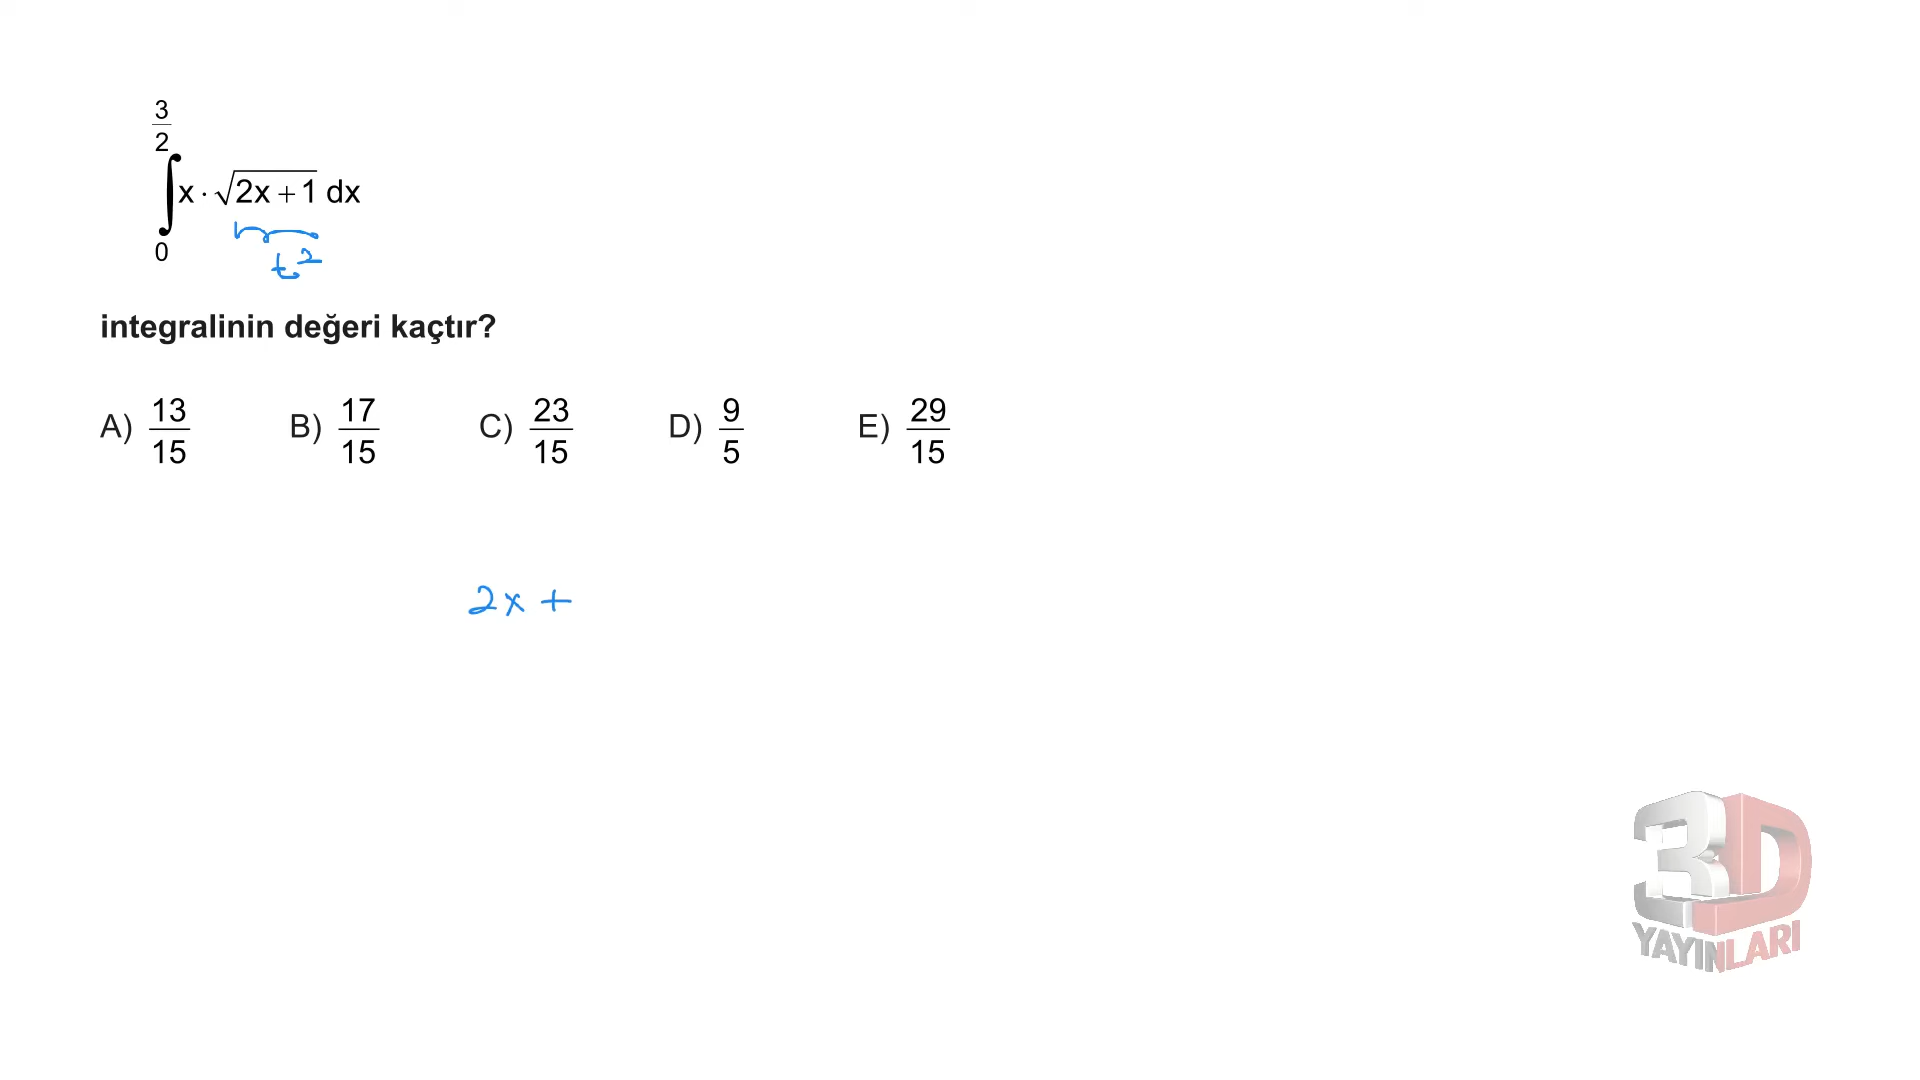 3/2
∫ x · √(2x + 1) dx
0
t²
integralinin değeri kaçtır?
A) 13/15 B) 17/15 C) 23/15 D) 9/5 E) 29/15
2x +
3D
YAYINLARI